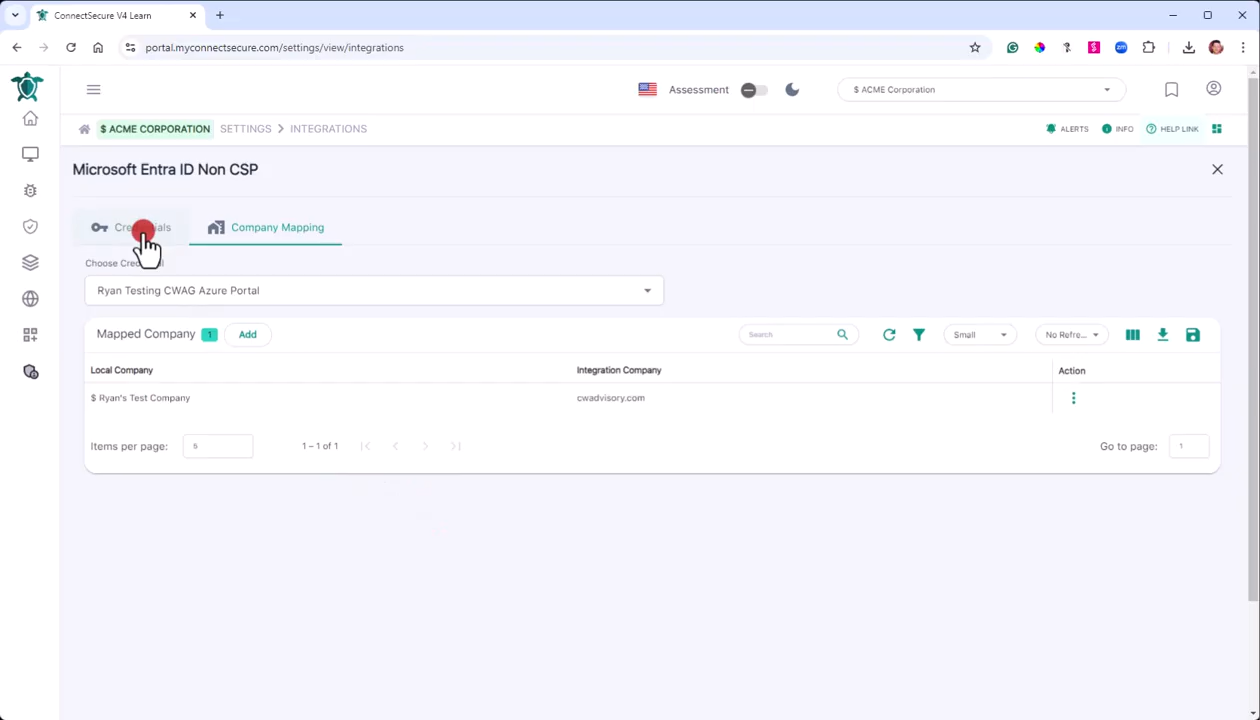 ConnectSecure V4 Learn
portal.myconnectsecure.com/settings/view/integrations
Assessment
$ ACME Corporation
$ ACME CORPORATION SETTINGS INTEGRATIONS
ALERTS INFO HELP LINK
Microsoft Entra ID Non CSP
Company Mapping
Ryan Testing CWAG Azure Portal
Mapped Company 1 Add
Search
Small
No Refre...
Local Company Integration Company Action
$ Ryan's Test Company cwadvisory.com
Items per page: 5 1 – 1 of 1 Go to page: 1